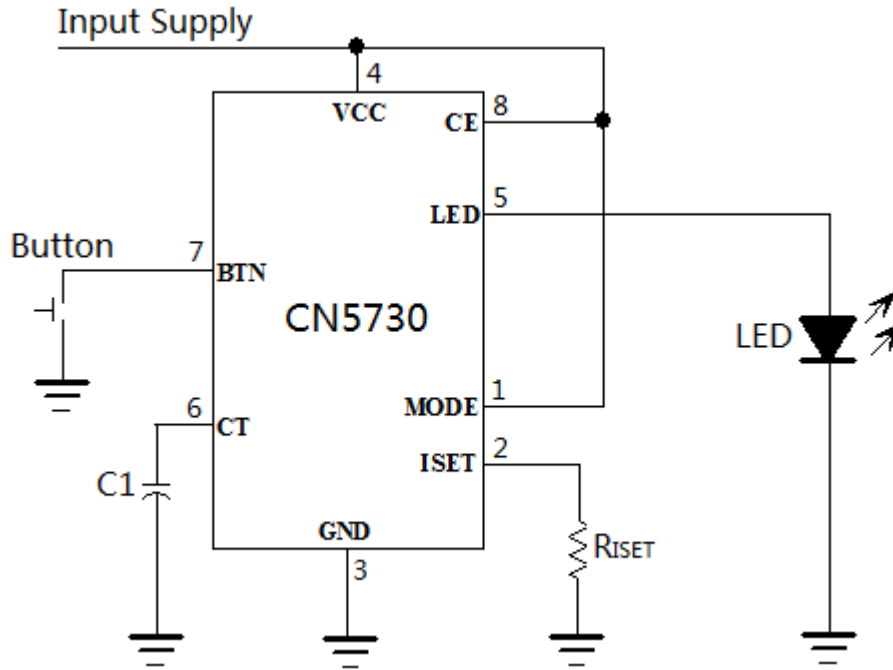 Input Supply
4
VCC
8
CE
5
LED
Button
7
BTN
CN5730
LED
1
MODE
6
CT
2
ISET
C1
GND
RISET
3